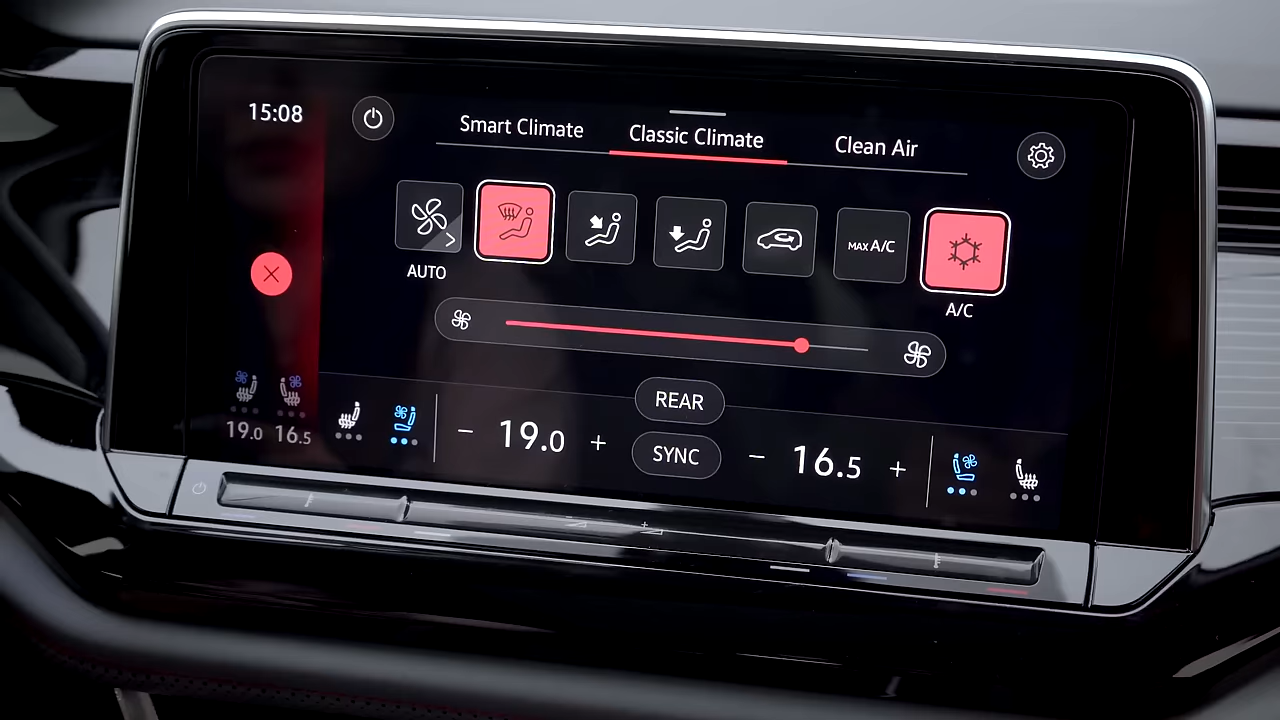 15:08
Smart Climate
Classic Climate
Clean Air
MAX A/C
AUTO
A/C
REAR
19.0 16.5
− 19.0 +
SYNC
− 16.5 +